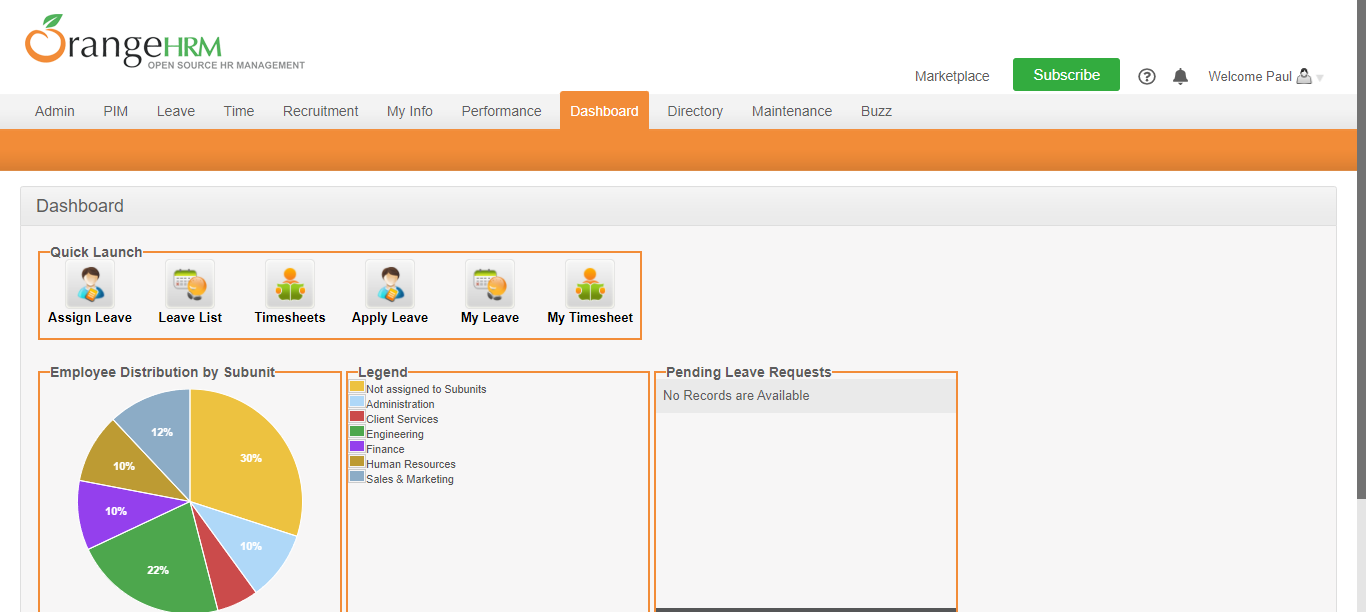 OrangeHRM
OPEN SOURCE HR MANAGEMENT
Marketplace Subscribe Welcome Paul
Admin PIM Leave Time Recruitment My Info Performance Dashboard Directory Maintenance Buzz
Dashboard
Quick Launch
Assign Leave Leave List Timesheets Apply Leave My Leave My Timesheet
Employee Distribution by Subunit
12%
30%
10%
10%
10%
22%
Legend
Not assigned to Subunits
Administration
Client Services
Engineering
Finance
Human Resources
Sales & Marketing
Pending Leave Requests
No Records are Available